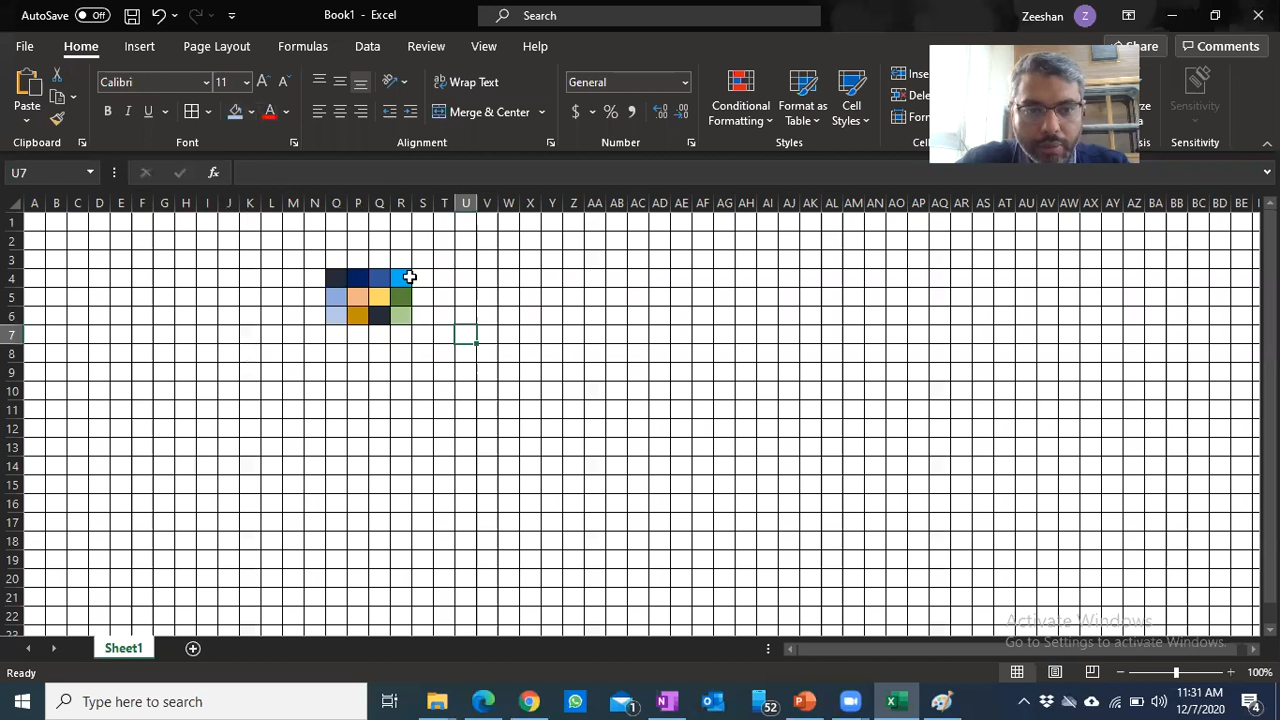 AutoSave Off Book1 - Excel Search Zeeshan Z
File Home Insert Page Layout Formulas Data Review View Help Share Comments
Paste Calibri 11 Wrap Text General Conditional Formatting Format as Table Cell Styles Sensitivity
B I U Merge & Center $ %
Clipboard Font Alignment Number Styles Sensitivity
U7 fx
A B C D E F G H I J K L M N O P Q R S T U V W X Y Z AA AB AC AD AE AF AG AH AI AJ AK AL AM AN AO AP AQ AR AS AT AU AV AW AX AY AZ BA BB BC BD BE
1
2
3
4
5
6
7
8
9
10
11
12
13
14
15
16
17
18
19
20
21
22
Activate Windows
Go to Settings to activate Windows.
Sheet1
Ready 100%
Type here to search 1 52 11:31 AM
12/7/2020 4